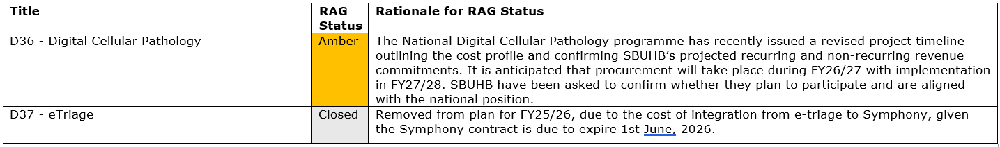 Title
RAG
Status
Rationale for RAG Status
D36 - Digital Cellular Pathology
Amber
The National Digital Cellular Pathology programme has recently issued a revised project timeline
outlining the cost profile and confirming SBUHB’s projected recurring and non-recurring revenue
commitments. It is anticipated that procurement will take place during FY26/27 with implementation
in FY27/28. SBUHB have been asked to confirm whether they plan to participate and are aligned
with the national position.
D37 - eTriage
Closed
Removed from plan for FY25/26, due to the cost of integration from e-triage to Symphony, given
the Symphony contract is due to expire 1st June, 2026.